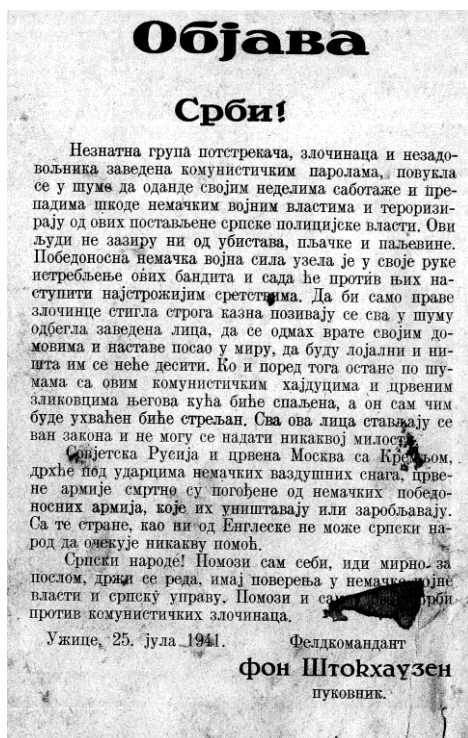 Објава
Срби!
Незнатна група потстрекача, злочинаца и незадо-
вољника заведена комунистичким паролама, повукла
се у шуме да оданде својим неделима саботаже и пре-
падима шкоде немачким војним властима и тероризи-
рају од ових постављене српске полицијске власти. Ови
људи не зазиру ни од убистава, пљачке и паљевине.
Победоносна немачка војна сила узела је у своје руке
истребљење ових бандита и сада ће против њих на-
ступити најстрожијим сретствима. Да би само праве
злочинце стигла строга казна позивају се сва у шуму
одбегла заведена лица, да се одмах врате својим до-
мовима и наставе посао у миру, да буду лојални и ни-
шта им се неће десити. Ко и поред тога остане по шу-
мама са овим комунистичким хајдуцима и црвеним
зликовцима његова кућа биће спаљена, а он сам чим
буде ухваћен биће стрељан. Сва ова лица стављају се
ван закона и не могу се надати никаквој милости.
Совјетска Русија и црвена Москва са Кремљом,
дрхће под ударцима немачких ваздушних снага, црве-
не армије смртно су погођене од немачких победо-
носних армија, које их уништавају или заробљавају.
Са те стране, као ни од Енглеске не може српски на-
род да очекује никакву помоћ.
Српски народе! Помози сам себи, иди мирно за
послом, држи се реда, имај поверења у немачке војне
власти и српску управу. Помози и сам у борби
против комунистичких злочинаца.
Ужице, 25. јула 1941. Фелдкомандант
фон Штокхаузен
пуковник.